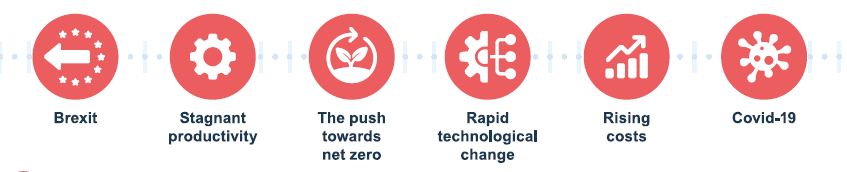 Brexit
Stagnant
productivity
The push
towards
net zero
Rapid
technological
change
Rising
costs
Covid-19